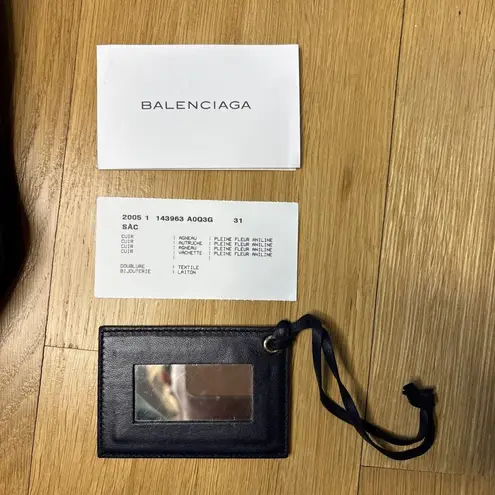 BALENCIAGA
2005 1 143963 A0Q3G 31
SAC
CUIR : AGNEAU : PLEINE FLEUR ANILINE
CUIR : AUTRUCHE : PLEINE FLEUR ANILINE
CUIR : AGNEAU : PLEINE FLEUR ANILINE
CUIR : VACHETTE : PLEINE FLEUR ANILINE
DOUBLURE : TEXTILE
BIJOUTERIE : LAITON